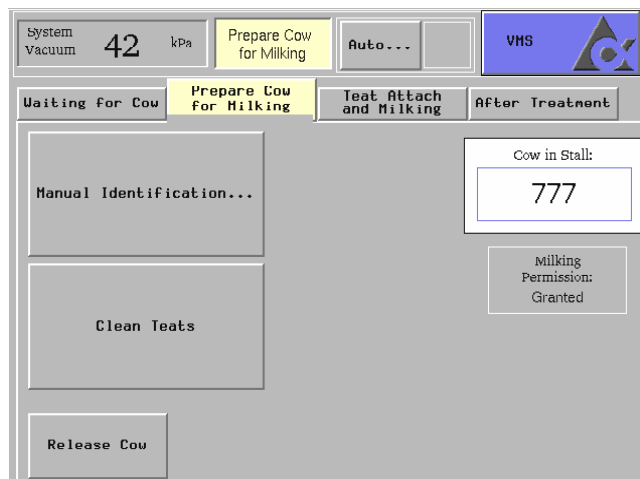 System
Vacuum 42 kPa
Prepare Cow
for Milking
Auto...
VMS
Waiting for Cow
Prepare Cow
for Milking
Teat Attach
and Milking
After Treatment
Manual Identification...
Cow in Stall:
777
Milking
Permission:
Granted
Clean Teats
Release Cow